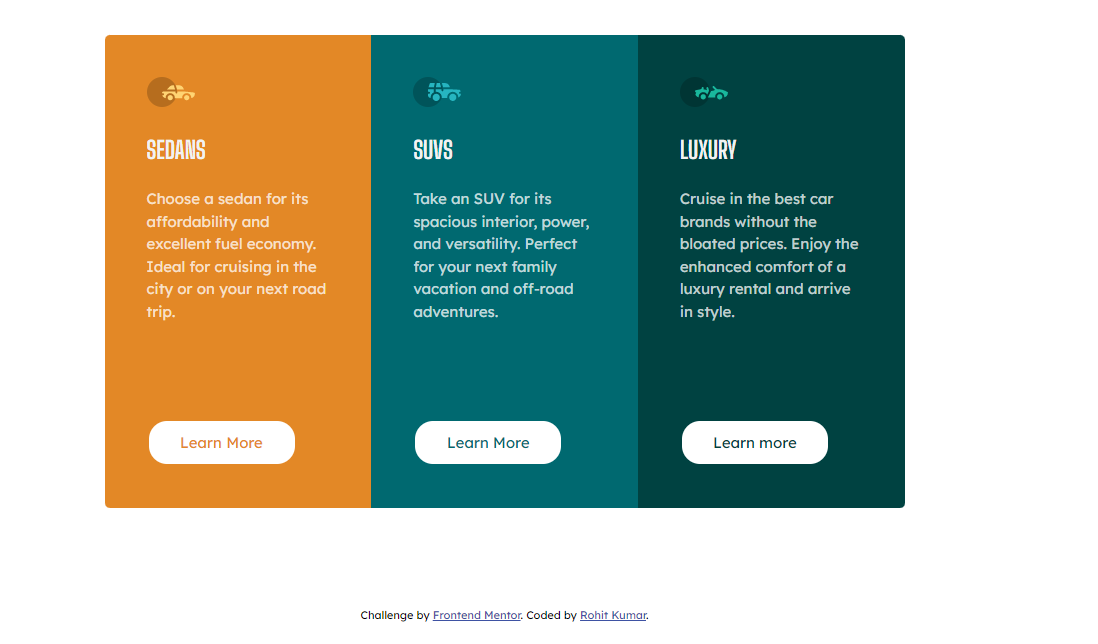 SEDANS
Choose a sedan for its
affordability and
excellent fuel economy.
Ideal for cruising in the
city or on your next road
trip.
Learn More
SUVS
Take an SUV for its
spacious interior, power,
and versatility. Perfect
for your next family
vacation and off-road
adventures.
Learn More
LUXURY
Cruise in the best car
brands without the
bloated prices. Enjoy the
enhanced comfort of a
luxury rental and arrive
in style.
Learn more
Challenge by Frontend Mentor. Coded by Rohit Kumar.